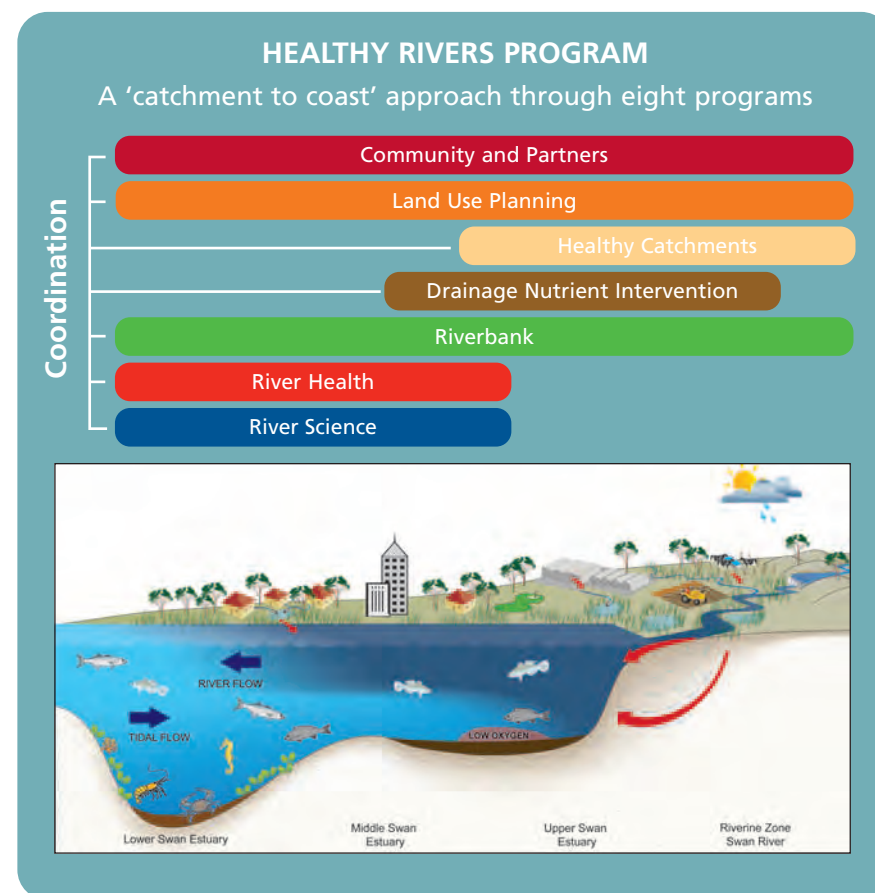 HEALTHY RIVERS PROGRAM
A ‘catchment to coast’ approach through eight programs
Coordination
Community and Partners
Land Use Planning
Healthy Catchments
Drainage Nutrient Intervention
Riverbank
River Health
River Science
RIVER FLOW
TIDAL FLOW
LOW OXYGEN
Lower Swan Estuary
Middle Swan
Estuary
Upper Swan
Estuary
Riverine Zone
Swan River